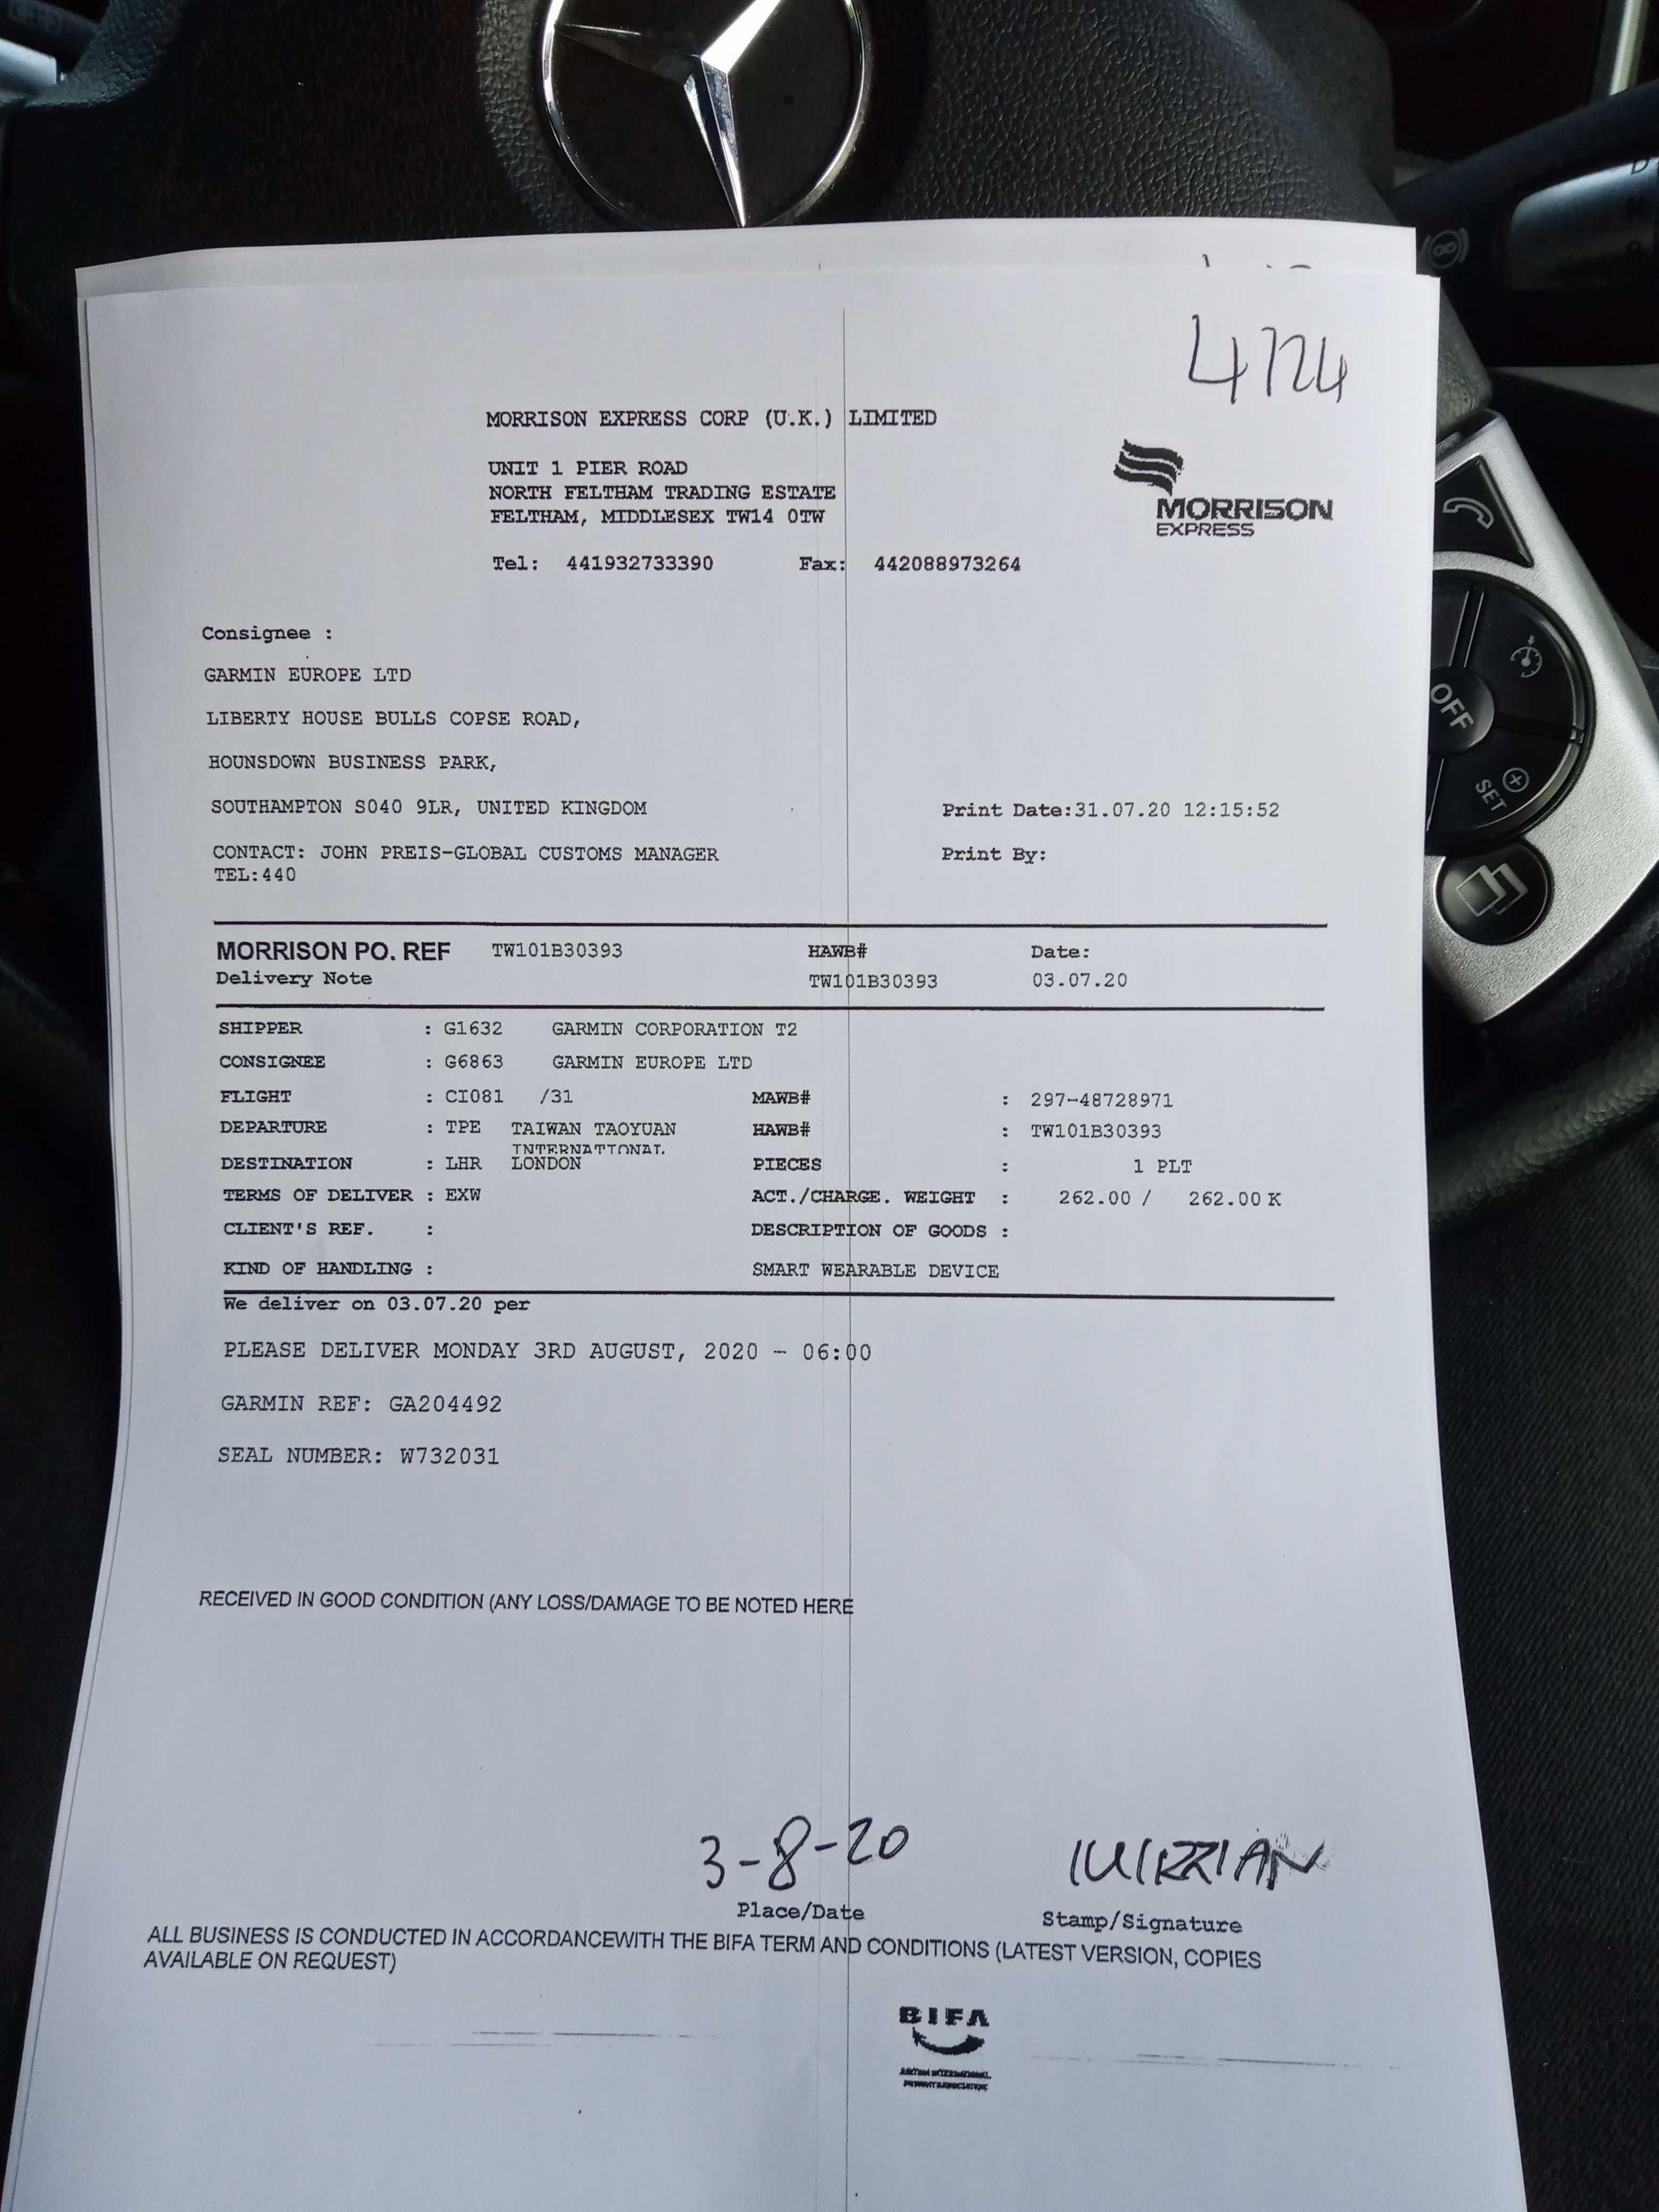 4724
MORRISON EXPRESS CORP (U.K.) LIMITED
UNIT 1 PIER ROAD
NORTH FELTHAM TRADING ESTATE
FELTHAM, MIDDLESEX TW14 0TW
MORRISON
EXPRESS
Tel: 441932733390 Fax: 442088973264
Consignee :
GARMIN EUROPE LTD
LIBERTY HOUSE BULLS COPSE ROAD,
HOUNSDOWN BUSINESS PARK,
SOUTHAMPTON S040 9LR, UNITED KINGDOM
Print Date:31.07.20 12:15:52
CONTACT: JOHN PREIS-GLOBAL CUSTOMS MANAGER
Print By:
TEL:440
MORRISON PO. REF TW101B30393 HAWB# Date:
Delivery Note TW101B30393 03.07.20
SHIPPER : G1632 GARMIN CORPORATION T2
CONSIGNEE : G6863 GARMIN EUROPE LTD
FLIGHT : CI081 /31 MAWB# : 297-48728971
DEPARTURE : TPE TAIWAN TAOYUAN HAWB# : TW101B30393
INTERNATIONAL
DESTINATION : LHR LONDON PIECES : 1 PLT
TERMS OF DELIVER : EXW ACT./CHARGE. WEIGHT : 262.00 / 262.00 K
CLIENT'S REF. : DESCRIPTION OF GOODS :
KIND OF HANDLING : SMART WEARABLE DEVICE
We deliver on 03.07.20 per
PLEASE DELIVER MONDAY 3RD AUGUST, 2020 - 06:00
GARMIN REF: GA204492
SEAL NUMBER: W732031
RECEIVED IN GOOD CONDITION (ANY LOSS/DAMAGE TO BE NOTED HERE
3-8-20
Place/Date Stamp/Signature
ALL BUSINESS IS CONDUCTED IN ACCORDANCEWITH THE BIFA TERM AND CONDITIONS (LATEST VERSION, COPIES
AVAILABLE ON REQUEST)
BIFA
OFF
SET